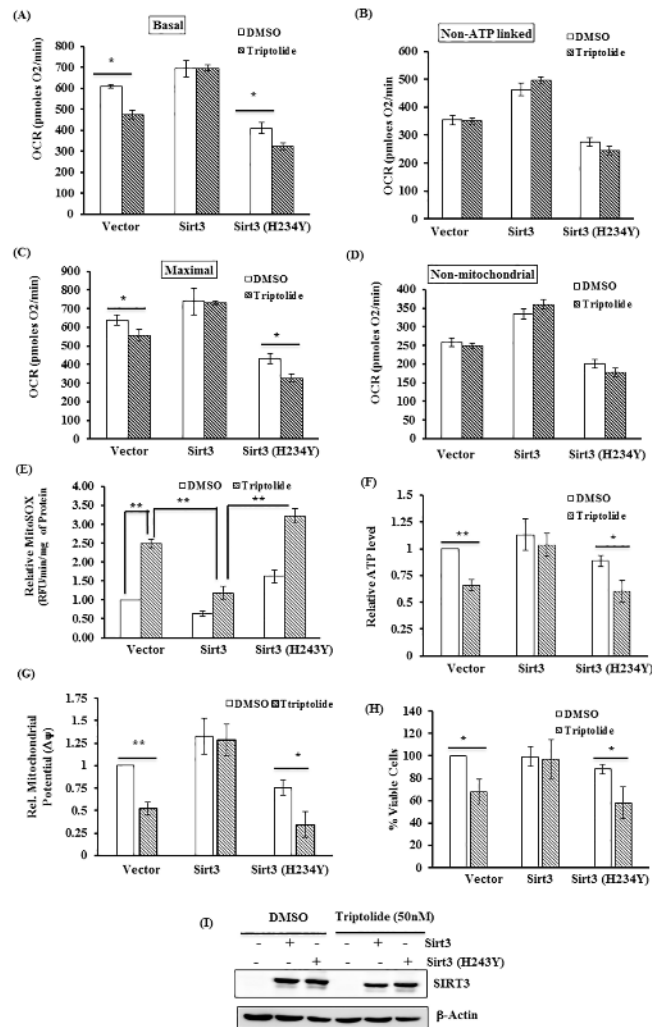 (A)
Basal
DMSO
Triptolide
OCR (pmoles O2/min)
800
700
600
500
400
300
200
100
0
*
*
Vector
Sirt3
Sirt3 (H234Y)
(B)
Non-ATP linked
DMSO
Triptolide
OCR (pmloes O2/min
600
500
400
300
200
100
0
Vector
Sirt3
Sirt3 (H234Y)
(C)
Maximal
DMSO
Triptolide
OCR (pmoles O2/min)
900
800
700
600
500
400
300
200
100
0
*
*
Vector
Sirt3
Sirt3 (H234Y)
(D)
Non-mitochondrial
DMSO
Triptolide
OCR (pmoles O2/min)
400
350
300
250
200
150
100
50
0
Vector
Sirt3
Sirt3 (H234Y)
(E)
DMSO
Triptolide
Relative MitoSOX
(RFU/min/mg of Protein)
4.00
3.50
3.00
2.50
2.00
1.50
1.00
0.50
0.00
**
**
**
Vector
Sirt3
Sirt3 (H243Y)
(F)
DMSO
Triptolide
Relative ATP level
1.5
1.25
1
0.75
0.5
0.25
0
**
*
Vector
Sirt3
Sirt3 (H234Y)
(G)
DMSO
Ttriptolide
Rel. Mitochondrial
Potential (Δψ)
1.75
1.5
1.25
1
0.75
0.5
0.25
0
**
*
Vector
Sirt3
Sirt3 (H234Y)
(H)
DMSO
Triptolide
% Viable Cells
140
120
100
80
60
40
20
0
*
*
Vector
Sirt3
Sirt3 (H234Y)
(I)
DMSO
Triptolide (50nM)
- + - - + - Sirt3
- - + - - + Sirt3 (H243Y)
SIRT3
β-Actin